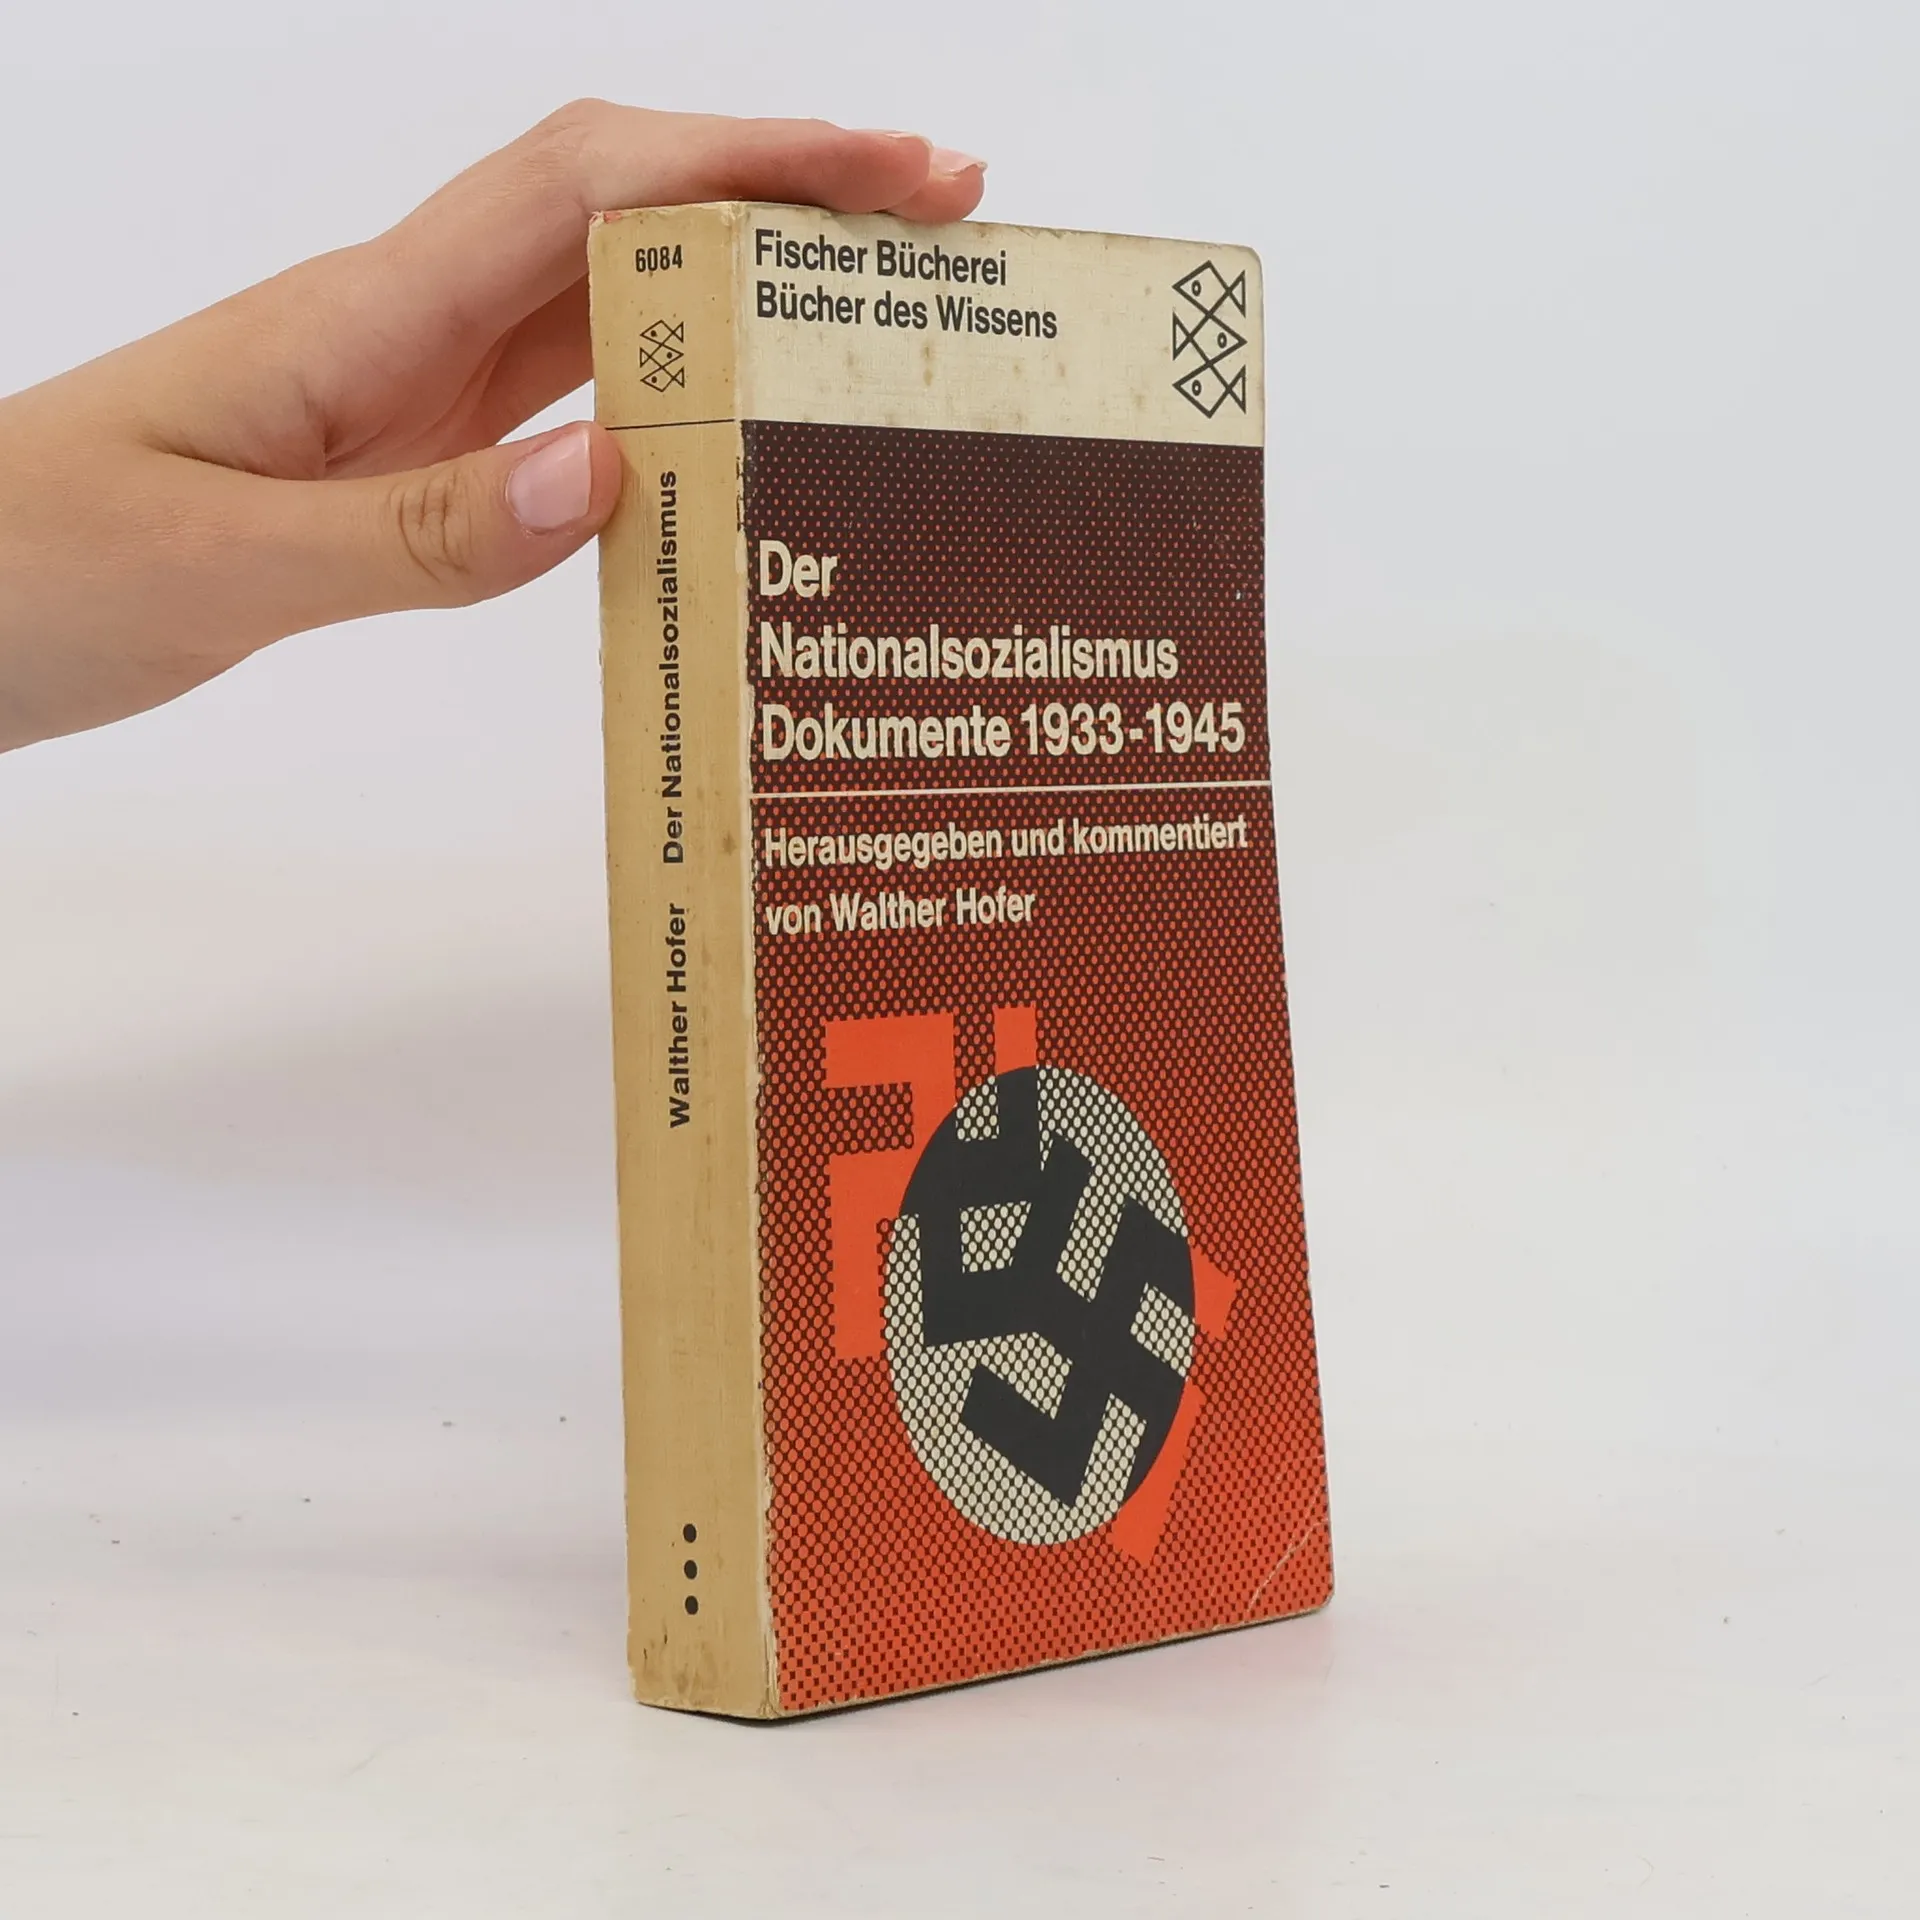 6084
Walther Hofer Der Nationalsozialismus
Fischer Bücherei
Bücher des Wissens
Der
Nationalsozialismus
Dokumente 1933-1945
Herausgegeben und kommentiert
von Walther Hofer